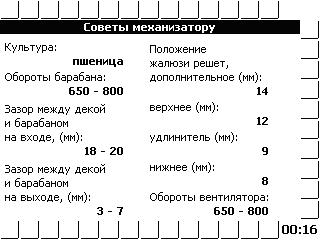 Советы механизатору
Культура:
пшеница
Обороты барабана:
650 - 800
Зазор между декой
и барабаном
на входе, (мм):
18 - 20
Зазор между декой
и барабаном
на выходе, (мм):
3 - 7
Положение
жалюзи решет,
дополнительное (мм):
14
верхнее (мм):
12
удлинитель (мм):
9
нижнее (мм):
8
Обороты вентилятора:
650 - 800
00:16